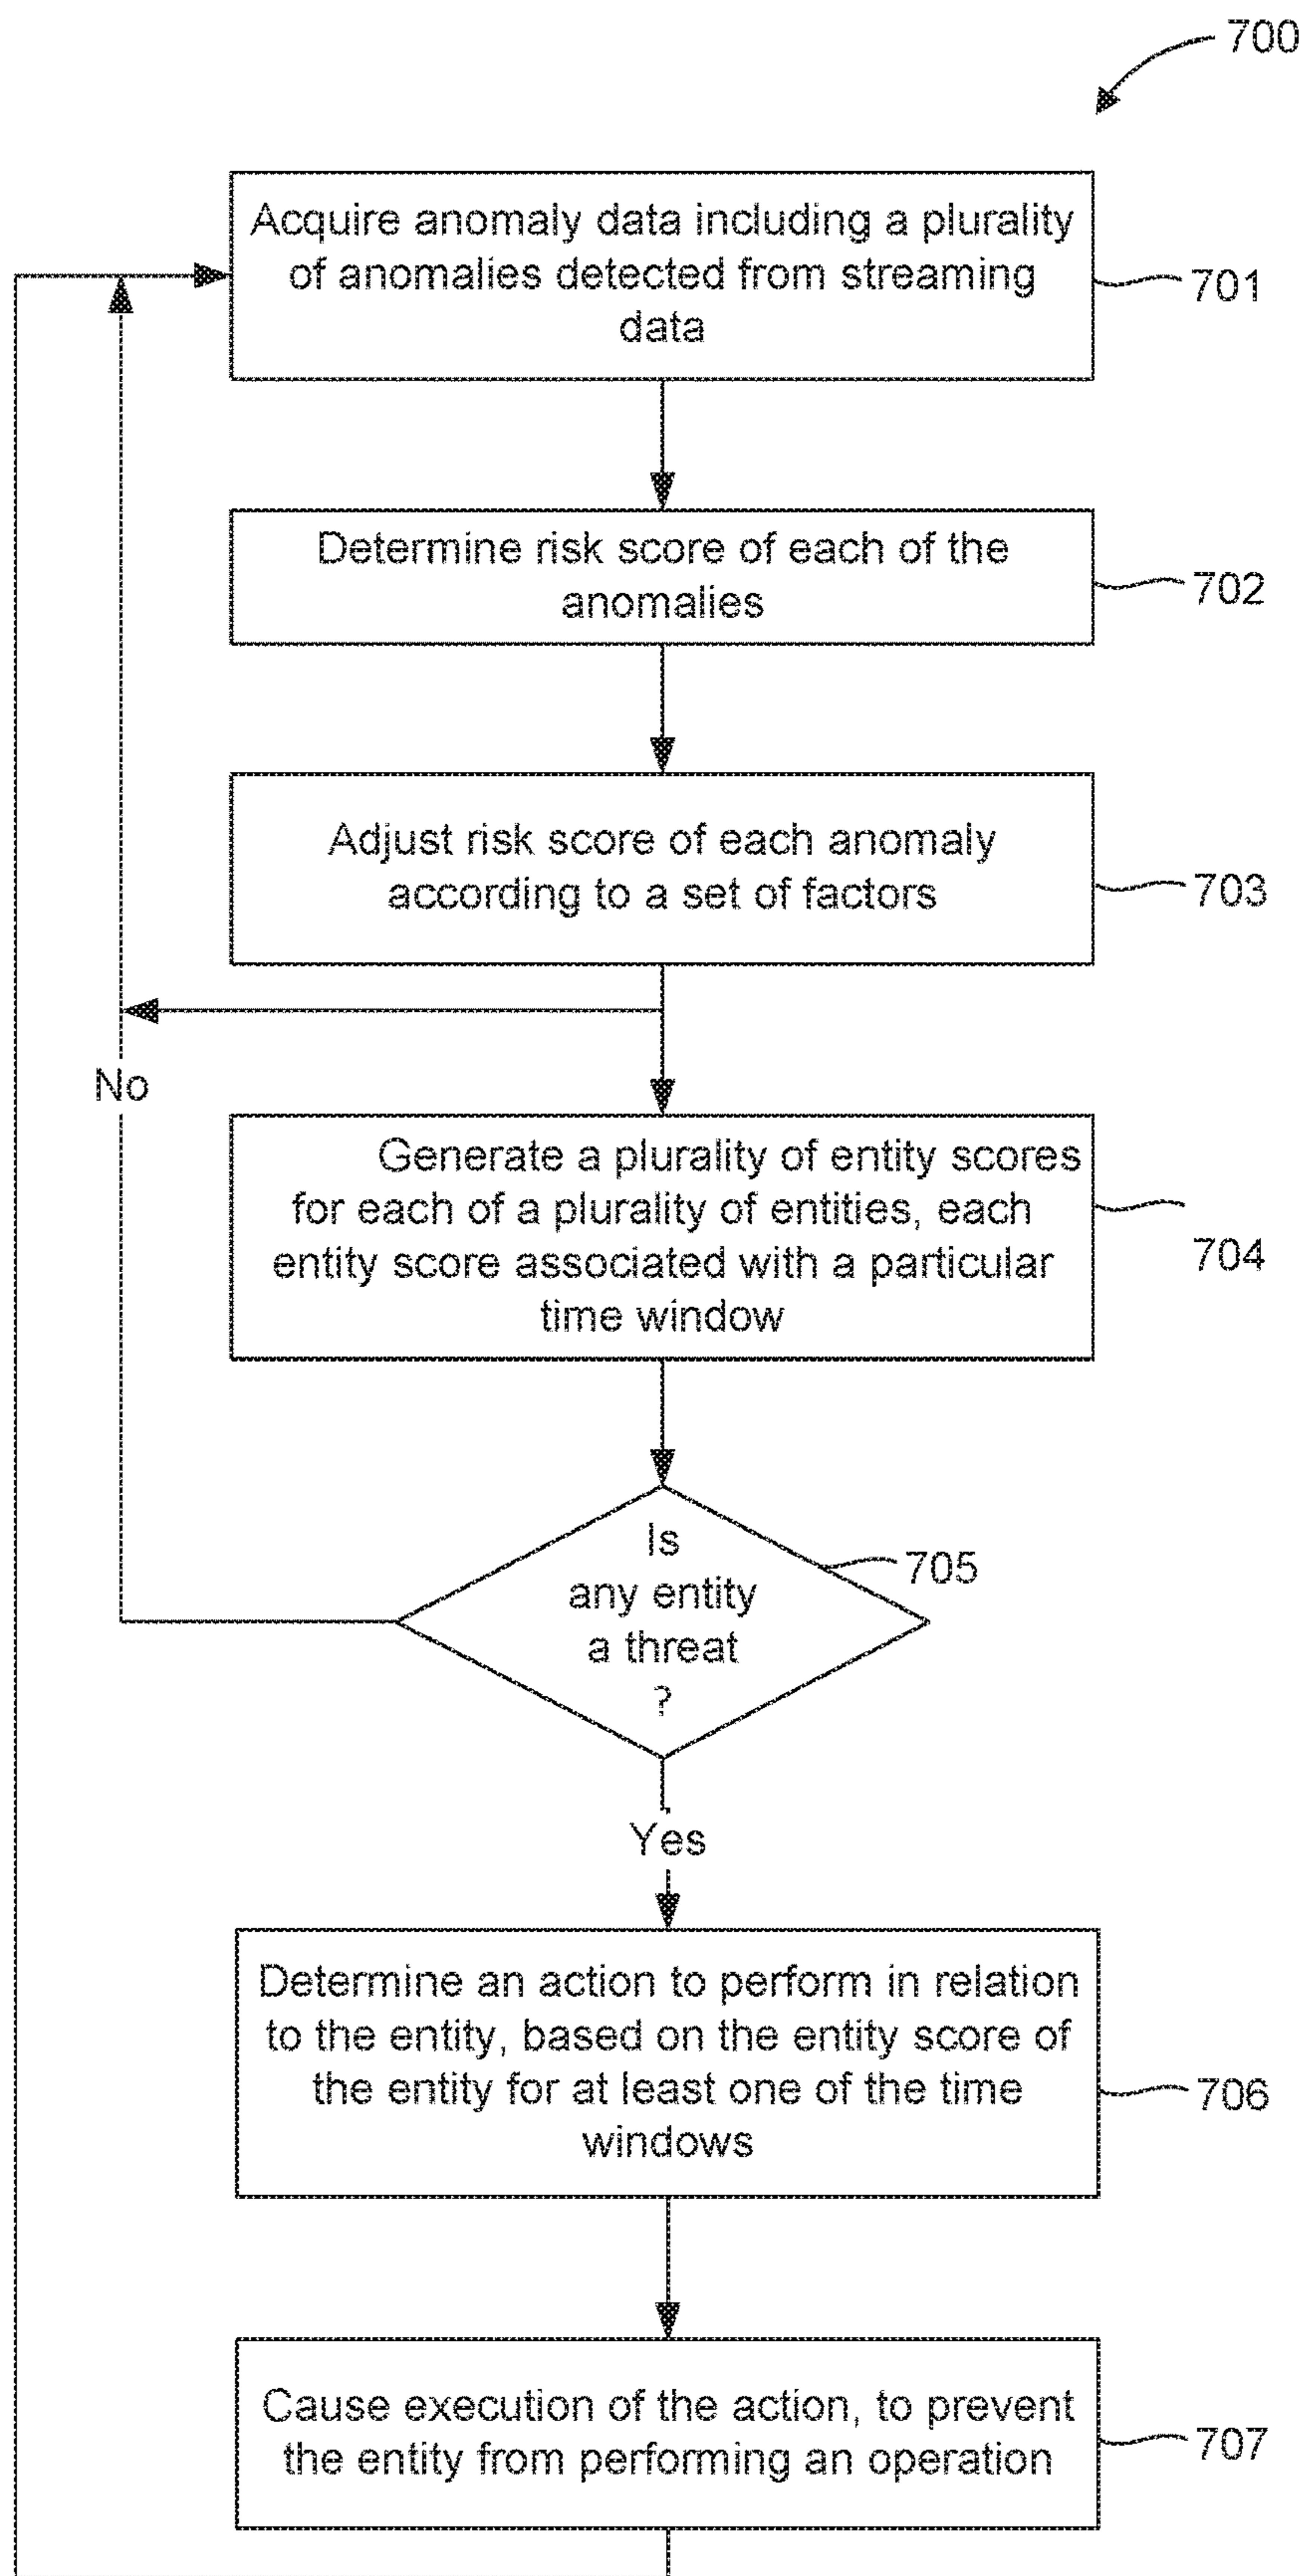 700
Acquire anomaly data including a plurality
of anomalies detected from streaming
data
701
Determine risk score of each of the
anomalies
702
Adjust risk score of each anomaly
according to a set of factors
703
No
Generate a plurality of entity scores
for each of a plurality of entities, each
entity score associated with a particular
time window
704
Is
any entity
a threat
?
705
Yes
Determine an action to perform in relation
to the entity, based on the entity score of
the entity for at least one of the time
windows
706
Cause execution of the action, to prevent
the entity from performing an operation
707